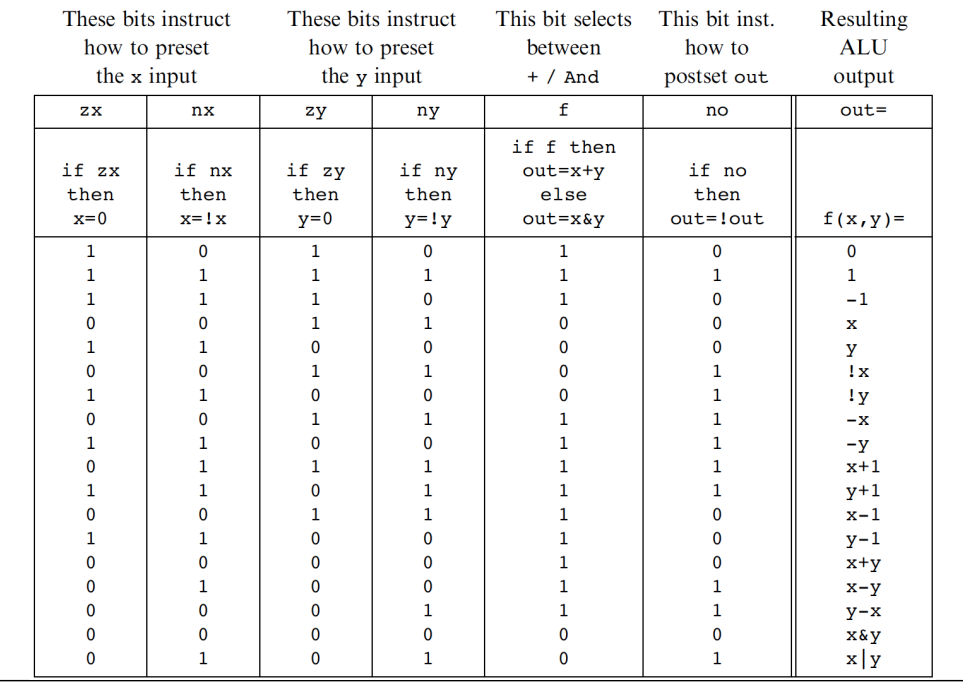 These bits instruct These bits instruct This bit selects This bit inst. Resulting
how to preset how to preset between how to ALU
the x input the y input + / And postset out output
zx nx zy ny f no out=
if f then
if zx if nx if zy if ny out=x+y if no
then then then then else then
x=0 x=!x y=0 y=!y out=x&y out=!out f(x,y)=
1 0 1 0 1 0 0
1 1 1 1 1 1 1
1 1 1 0 1 0 -1
0 0 1 1 0 0 x
1 1 0 0 0 0 y
0 0 1 1 0 1 !x
1 1 0 0 0 1 !y
0 0 1 1 1 1 -x
1 1 0 0 1 1 -y
0 1 1 1 1 1 x+1
1 1 0 1 1 1 y+1
0 0 1 1 1 0 x-1
1 1 0 0 1 0 y-1
0 0 0 0 1 0 x+y
0 1 0 0 1 1 x-y
0 0 0 1 1 1 y-x
0 0 0 0 0 0 x&y
0 1 0 1 0 1 x|y